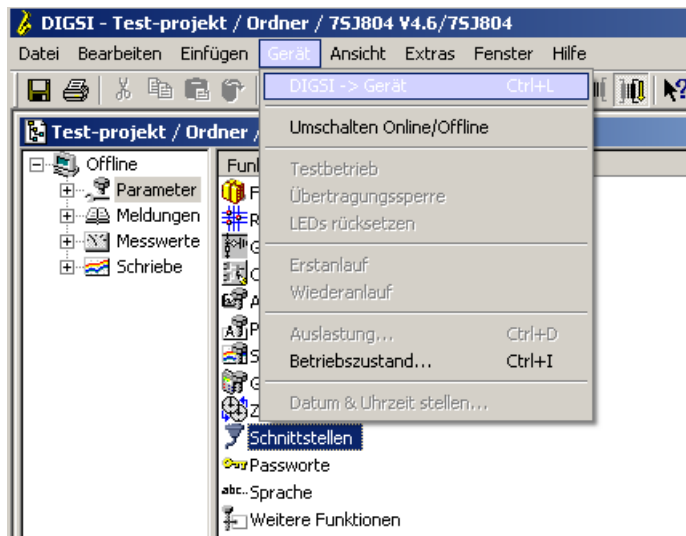 DIGSI - Test-projekt / Ordner / 7SJ804 V4.6/7SJ804
Datei Bearbeiten Einfügen Gerät Ansicht Extras Fenster Hilfe
DIGSI -> Gerät Ctrl+L
Test-projekt / Ordner /
Umschalten Online/Offline
Offline
Parameter
Meldungen
Messwerte
Schriebe
Testbetrieb
Übertragungssperre
LEDs rücksetzen
Erstanlauf
Wiederanlauf
Auslastung... Ctrl+D
Betriebszustand... Ctrl+I
Datum & Uhrzeit stellen...
Schnittstellen
Passworte
abc.. Sprache
Weitere Funktionen